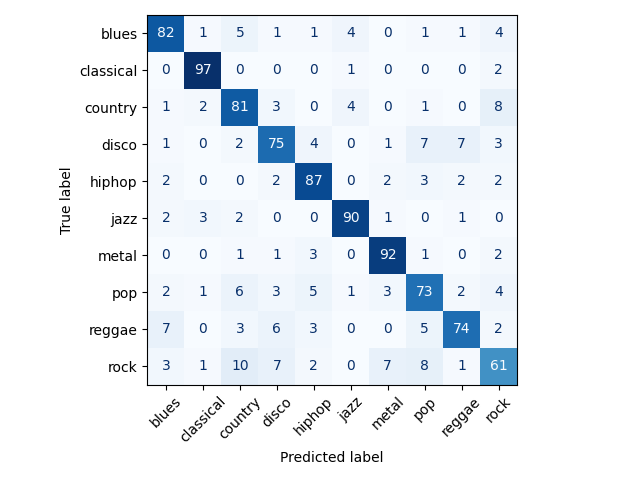 blues 82 1 5 1 1 4 0 1 1 4
classical 0 97 0 0 0 1 0 0 0 2
country 1 2 81 3 0 4 0 1 0 8
disco 1 0 2 75 4 0 1 7 7 3
hiphop 2 0 0 2 87 0 2 3 2 2
jazz 2 3 2 0 0 90 1 0 1 0
metal 0 0 1 1 3 0 92 1 0 2
pop 2 1 6 3 5 1 3 73 2 4
reggae 7 0 3 6 3 0 0 5 74 2
rock 3 1 10 7 2 0 7 8 1 61
True label
blues classical country disco hiphop jazz metal pop reggae rock
Predicted label